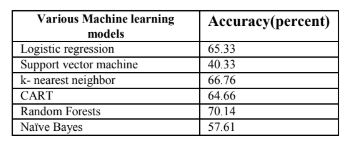 Various Machine learning models Accuracy(percent)
Logistic regression 65.33
Support vector machine 40.33
k- nearest neighbor 66.76
CART 64.66
Random Forests 70.14
Naïve Bayes 57.61